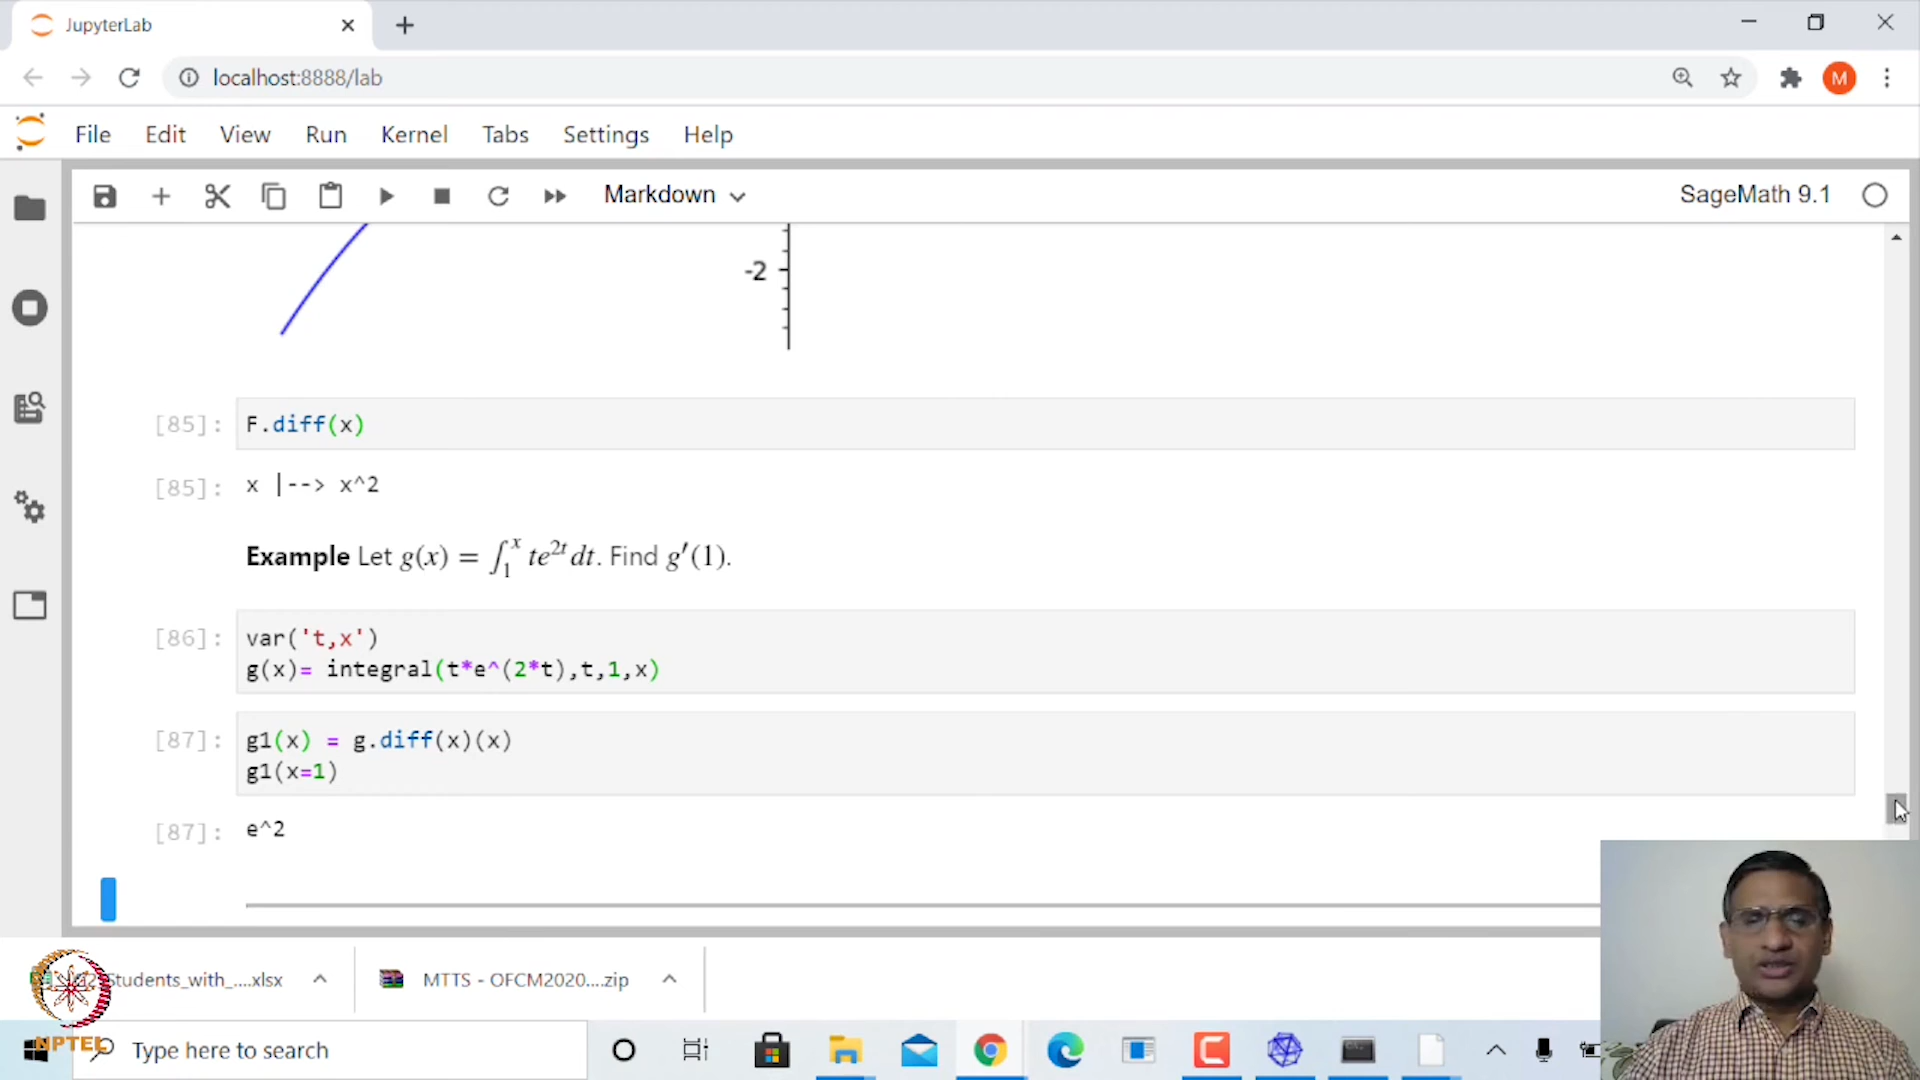 JupyterLab
localhost:8888/lab
M
File Edit View Run Kernel Tabs Settings Help
Markdown
SageMath 9.1
-2
[85]: F.diff(x)
[85]: x |--> x^2
Example Let g(x) = ∫₁ˣ te²ᵗ dt. Find g′(1).
[86]: var('t,x')
g(x)= integral(t*e^(2*t),t,1,x)
[87]: g1(x) = g.diff(x)(x)
g1(x=1)
[87]: e^2
Students_with_....xlsx
MTTS - OFCM2020....zip
NPTEL
Type here to search